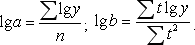 lg a = ∑ lg y / n ; lg b = ∑ t lg y / ∑ t² .